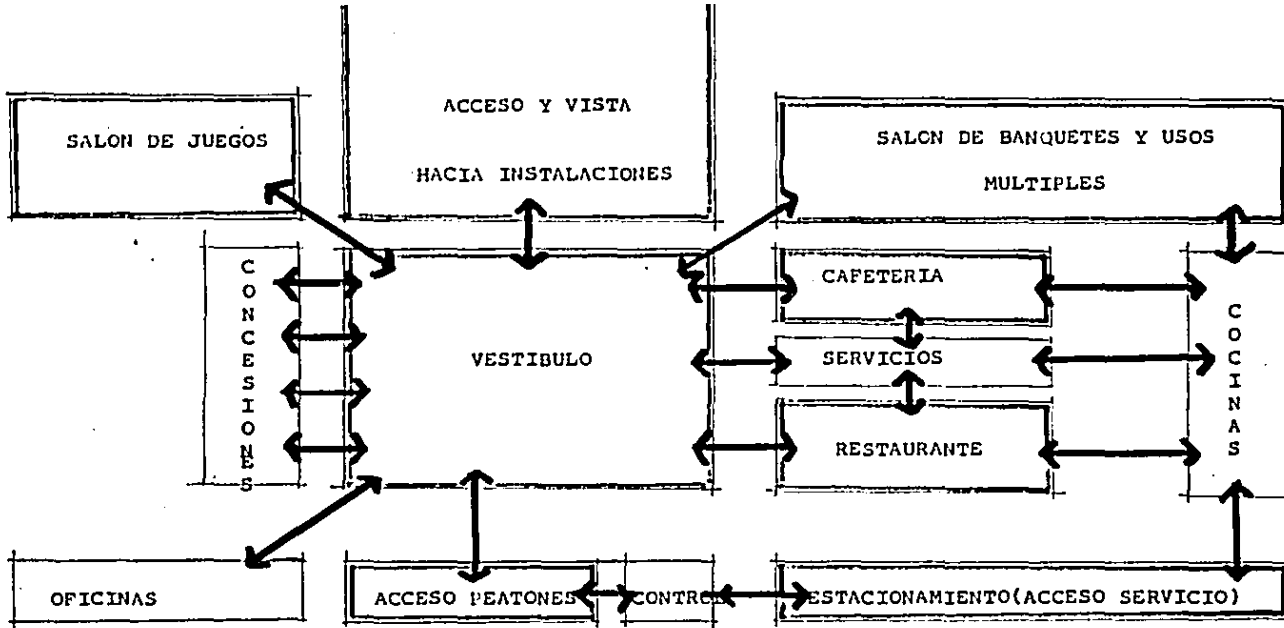 ACCESO Y VISTA
HACIA INSTALACIONES
SALON DE JUEGOS
SALON DE BANQUETES Y USOS
MULTIPLES
CONCESIONES
VESTIBULO
CAFETERIA
SERVICIOS
RESTAURANTE
COCINAS
OFICINAS
ACCESO PEATONES
CONTROL
ESTACIONAMIENTO(ACCESO SERVICIO)